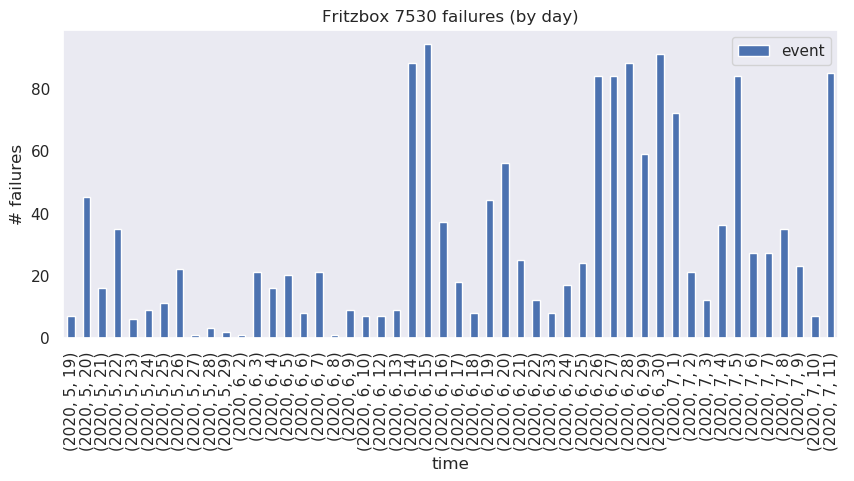 Fritzbox 7530 failures (by day)
event
# failures
80
60
40
20
0
(2020, 5, 19)
(2020, 5, 20)
(2020, 5, 21)
(2020, 5, 22)
(2020, 5, 23)
(2020, 5, 24)
(2020, 5, 25)
(2020, 5, 26)
(2020, 5, 27)
(2020, 5, 28)
(2020, 5, 29)
(2020, 6, 2)
(2020, 6, 3)
(2020, 6, 4)
(2020, 6, 5)
(2020, 6, 6)
(2020, 6, 7)
(2020, 6, 8)
(2020, 6, 9)
(2020, 6, 10)
(2020, 6, 12)
(2020, 6, 13)
(2020, 6, 14)
(2020, 6, 15)
(2020, 6, 16)
(2020, 6, 17)
(2020, 6, 18)
(2020, 6, 19)
(2020, 6, 20)
(2020, 6, 21)
(2020, 6, 22)
(2020, 6, 23)
(2020, 6, 24)
(2020, 6, 25)
(2020, 6, 26)
(2020, 6, 27)
(2020, 6, 28)
(2020, 6, 29)
(2020, 6, 30)
(2020, 7, 1)
(2020, 7, 2)
(2020, 7, 3)
(2020, 7, 4)
(2020, 7, 5)
(2020, 7, 6)
(2020, 7, 7)
(2020, 7, 8)
(2020, 7, 9)
(2020, 7, 10)
(2020, 7, 11)
time